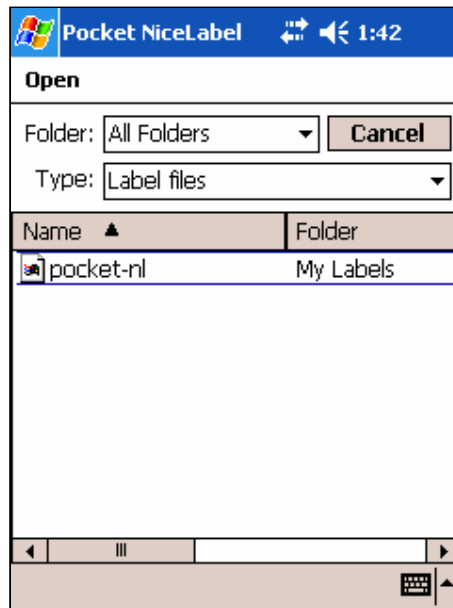 Pocket NiceLabel 1:42
Open
Folder: All Folders Cancel
Type: Label files
Name Folder
pocket-nl My Labels